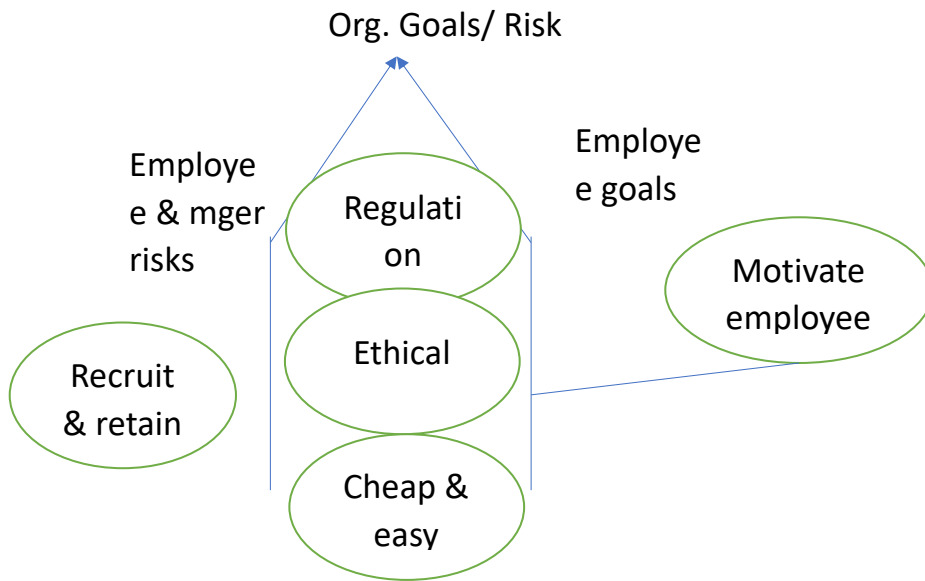 Org. Goals/ Risk
Employe
e & mger
risks
Employe
e goals
Regulati
on
Motivate
employee
Ethical
Recruit
& retain
Cheap &
easy